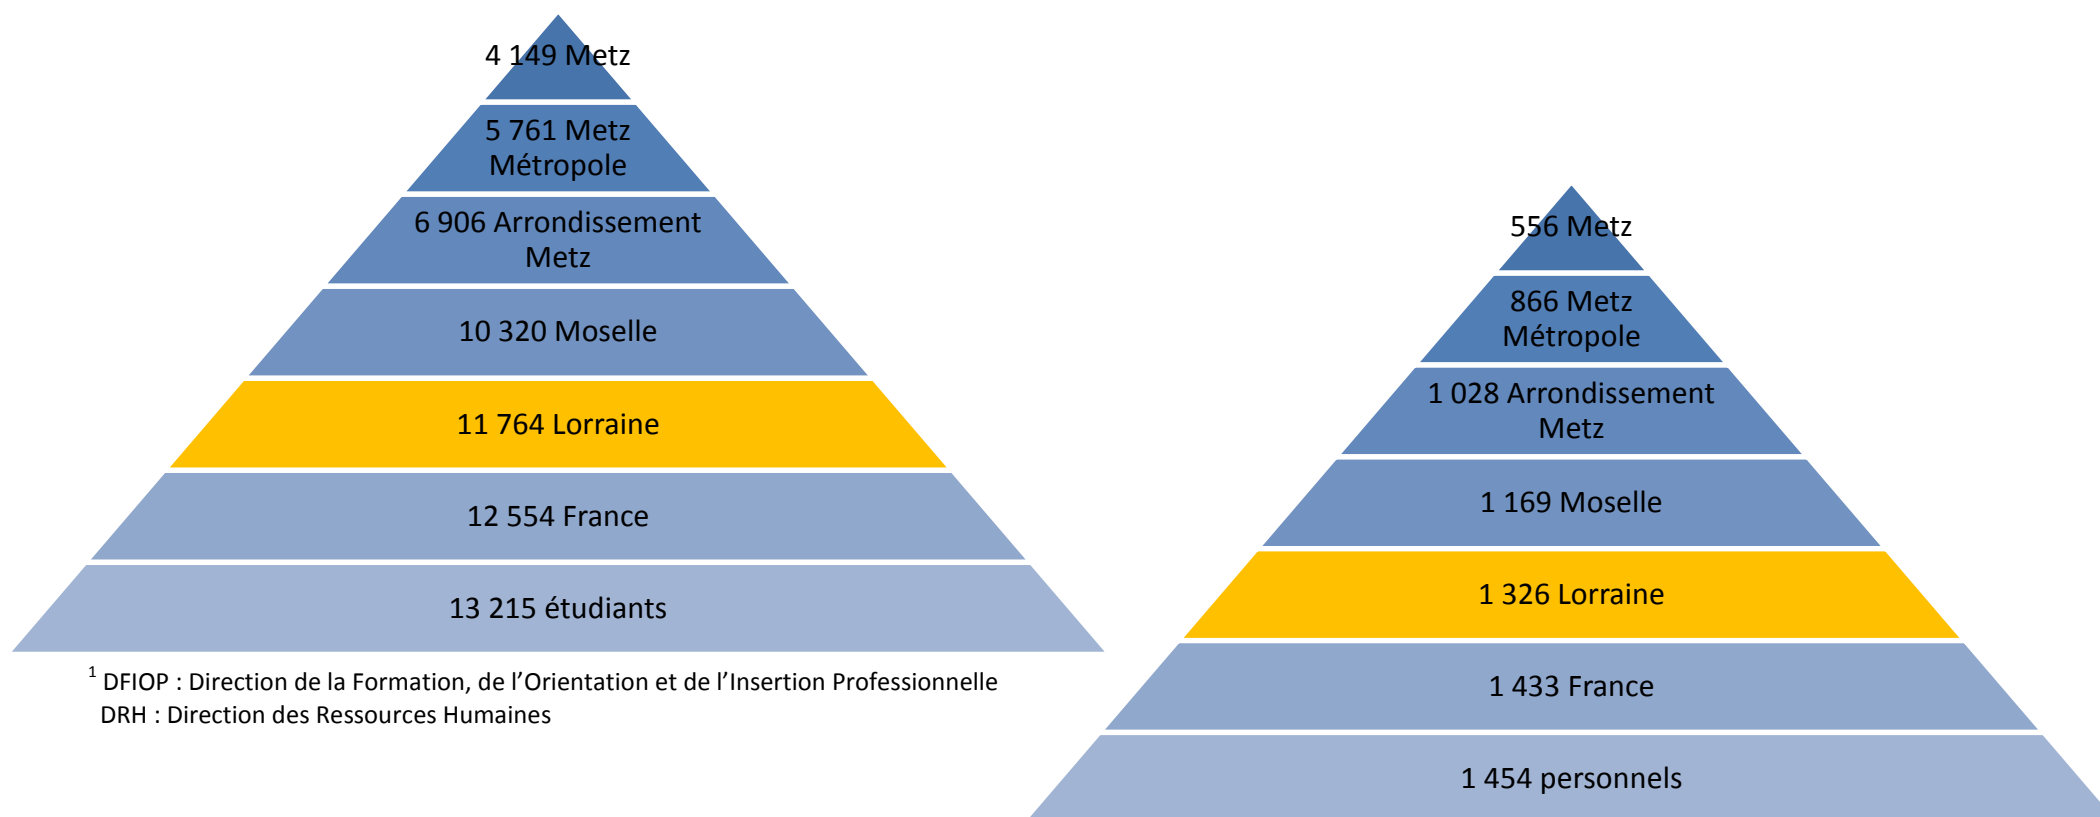 4 149 Metz
5 761 Metz
Métropole
6 906 Arrondissement
Metz
10 320 Moselle
11 764 Lorraine
12 554 France
13 215 étudiants
1 DFIOP : Direction de la Formation, de l’Orientation et de l’Insertion Professionnelle
DRH : Direction des Ressources Humaines
556 Metz
866 Metz
Métropole
1 028 Arrondissement
Metz
1 169 Moselle
1 326 Lorraine
1 433 France
1 454 personnels